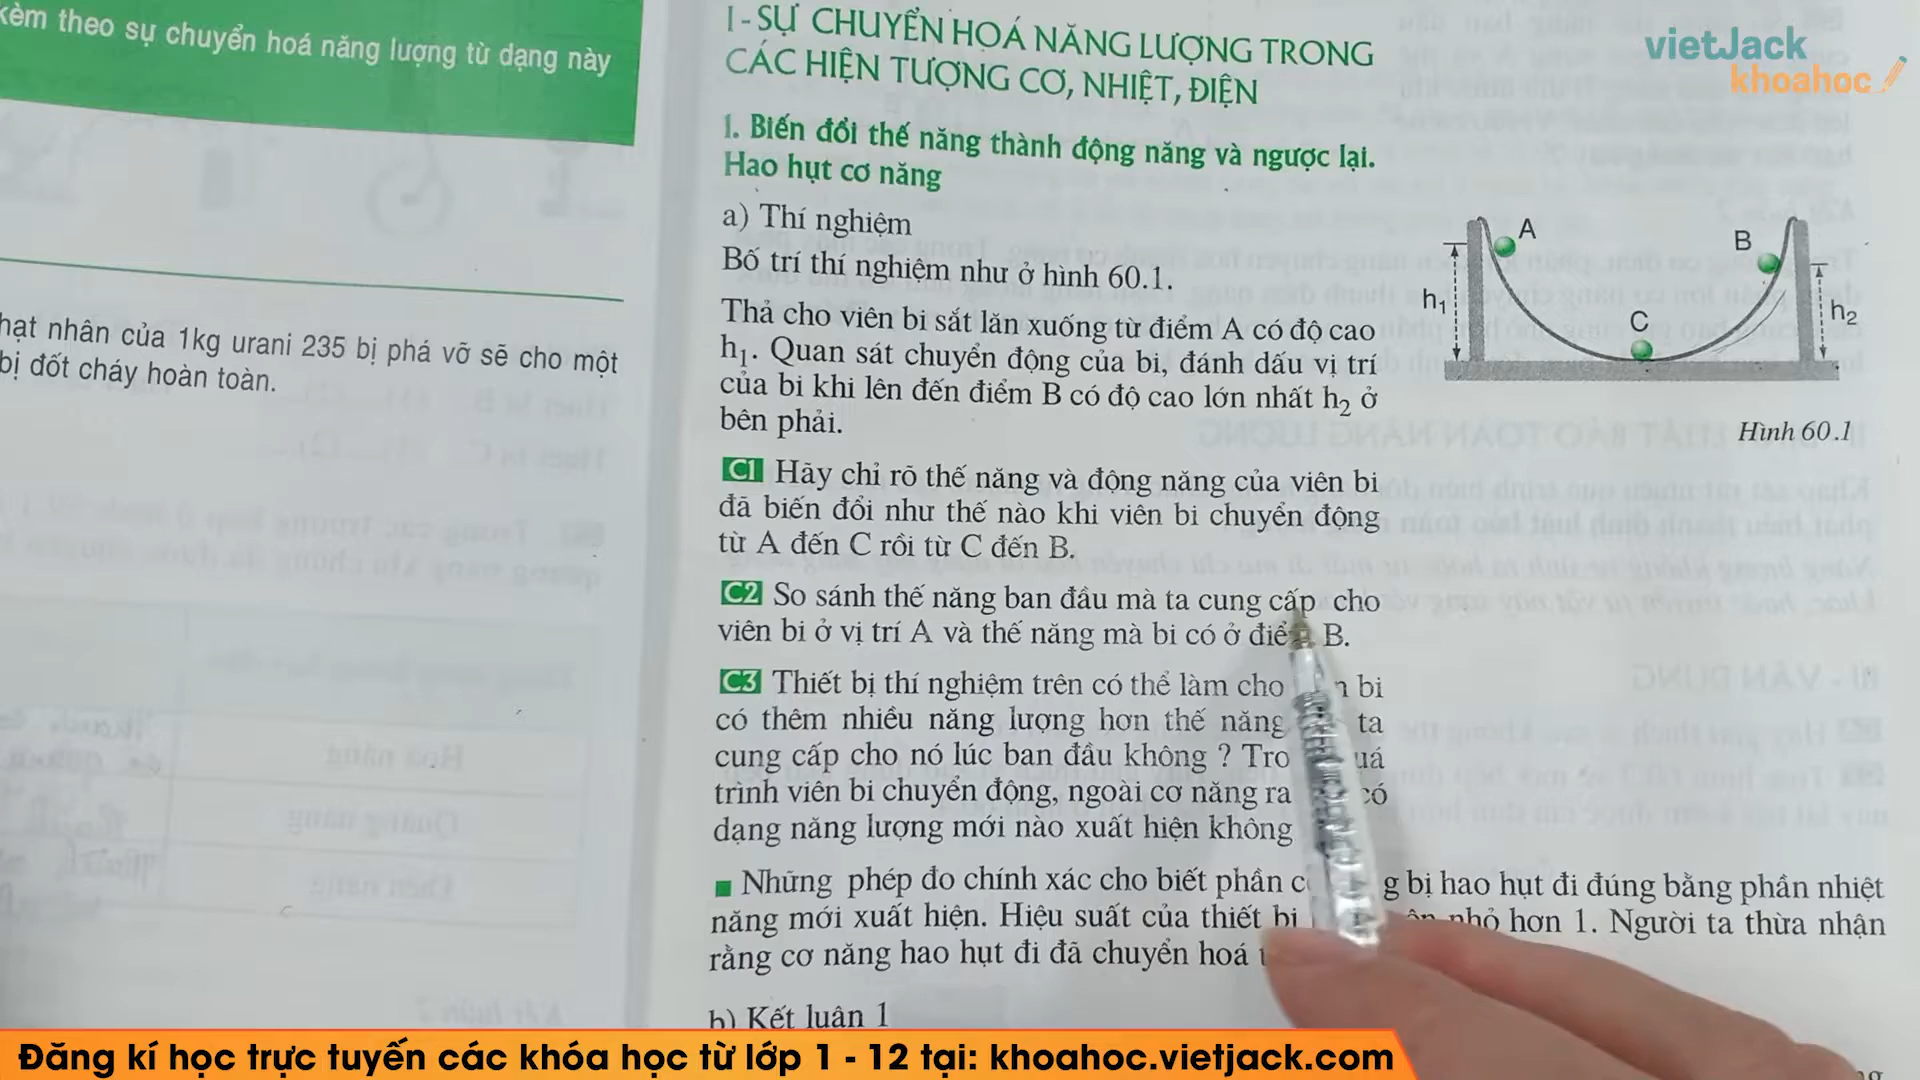 kèm theo sự chuyển hoá năng lượng từ dạng này
hạt nhân của 1kg urani 235 bị phá vỡ sẽ cho một
bị đốt cháy hoàn toàn.
I - SỰ CHUYỂN HOÁ NĂNG LƯỢNG TRONG
CÁC HIỆN TƯỢNG CƠ, NHIỆT, ĐIỆN
1. Biến đổi thế năng thành động năng và ngược lại.
Hao hụt cơ năng
a) Thí nghiệm
Bố trí thí nghiệm như ở hình 60.1.
Thả cho viên bi sắt lăn xuống từ điểm A có độ cao
h1. Quan sát chuyển động của bi, đánh dấu vị trí
của bi khi lên đến điểm B có độ cao lớn nhất h2 ở
bên phải.
C1 Hãy chỉ rõ thế năng và động năng của viên bi
đã biến đổi như thế nào khi viên bi chuyển động
từ A đến C rồi từ C đến B.
C2 So sánh thế năng ban đầu mà ta cung cấp cho
viên bi ở vị trí A và thế năng mà bi có ở B.
C3 Thiết bị thí nghiệm trên có thể làm cho bi
có thêm nhiều năng lượng hơn thế năng ta
cung cấp cho nó lúc ban đầu không ?
trình viên bi chuyển động, ngoài cơ năng ra có
dạng năng lượng mới nào xuất hiện không
Những phép đo chính xác cho biết phần bị hao hụt đi đúng bằng phần nhiệt
năng mới xuất hiện. Hiệu suất của thiết bị nhỏ hơn 1. Người ta thừa nhận
rằng cơ năng hao hụt đi đã chuyển hoá
b) Kết luận 1
A
B
C
h1
h2
Hình 60.1
vietJack
khoahoc
Đăng kí học trực tuyến các khóa học từ lớp 1 - 12 tại: khoahoc.vietjack.com